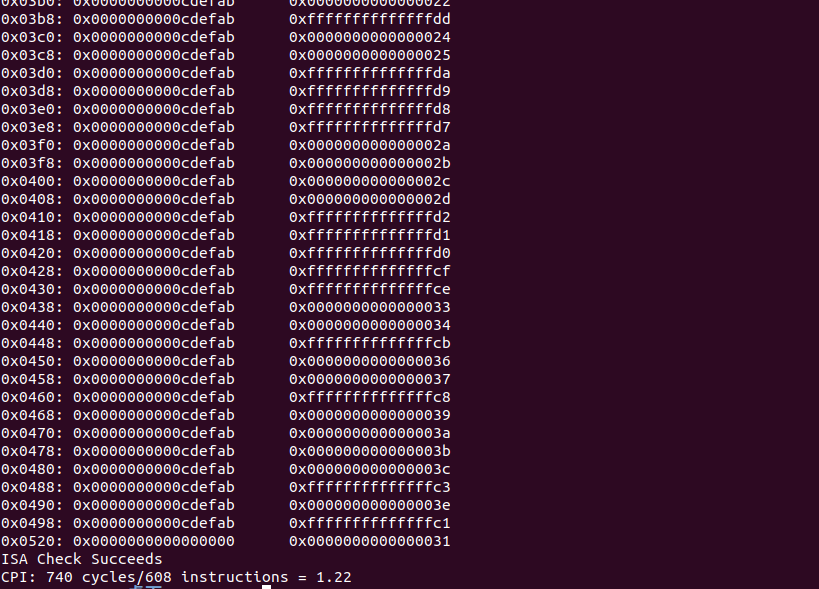 0x03b0: 0x0000000000cdefab 0x0000000000000022
0x03b8: 0x0000000000cdefab 0xffffffffffffffdd
0x03c0: 0x0000000000cdefab 0x0000000000000024
0x03c8: 0x0000000000cdefab 0x0000000000000025
0x03d0: 0x0000000000cdefab 0xffffffffffffffda
0x03d8: 0x0000000000cdefab 0xffffffffffffffd9
0x03e0: 0x0000000000cdefab 0xffffffffffffffd8
0x03e8: 0x0000000000cdefab 0xffffffffffffffd7
0x03f0: 0x0000000000cdefab 0x000000000000002a
0x03f8: 0x0000000000cdefab 0x000000000000002b
0x0400: 0x0000000000cdefab 0x000000000000002c
0x0408: 0x0000000000cdefab 0x000000000000002d
0x0410: 0x0000000000cdefab 0xffffffffffffffd2
0x0418: 0x0000000000cdefab 0xffffffffffffffd1
0x0420: 0x0000000000cdefab 0xffffffffffffffd0
0x0428: 0x0000000000cdefab 0xffffffffffffffcf
0x0430: 0x0000000000cdefab 0xffffffffffffffce
0x0438: 0x0000000000cdefab 0x0000000000000033
0x0440: 0x0000000000cdefab 0x0000000000000034
0x0448: 0x0000000000cdefab 0xffffffffffffffcb
0x0450: 0x0000000000cdefab 0x0000000000000036
0x0458: 0x0000000000cdefab 0x0000000000000037
0x0460: 0x0000000000cdefab 0xffffffffffffffc8
0x0468: 0x0000000000cdefab 0x0000000000000039
0x0470: 0x0000000000cdefab 0x000000000000003a
0x0478: 0x0000000000cdefab 0x000000000000003b
0x0480: 0x0000000000cdefab 0x000000000000003c
0x0488: 0x0000000000cdefab 0xffffffffffffffc3
0x0490: 0x0000000000cdefab 0x000000000000003e
0x0498: 0x0000000000cdefab 0xffffffffffffffc1
0x0520: 0x0000000000000000 0x0000000000000031
ISA Check Succeeds
CPI: 740 cycles/608 instructions = 1.22